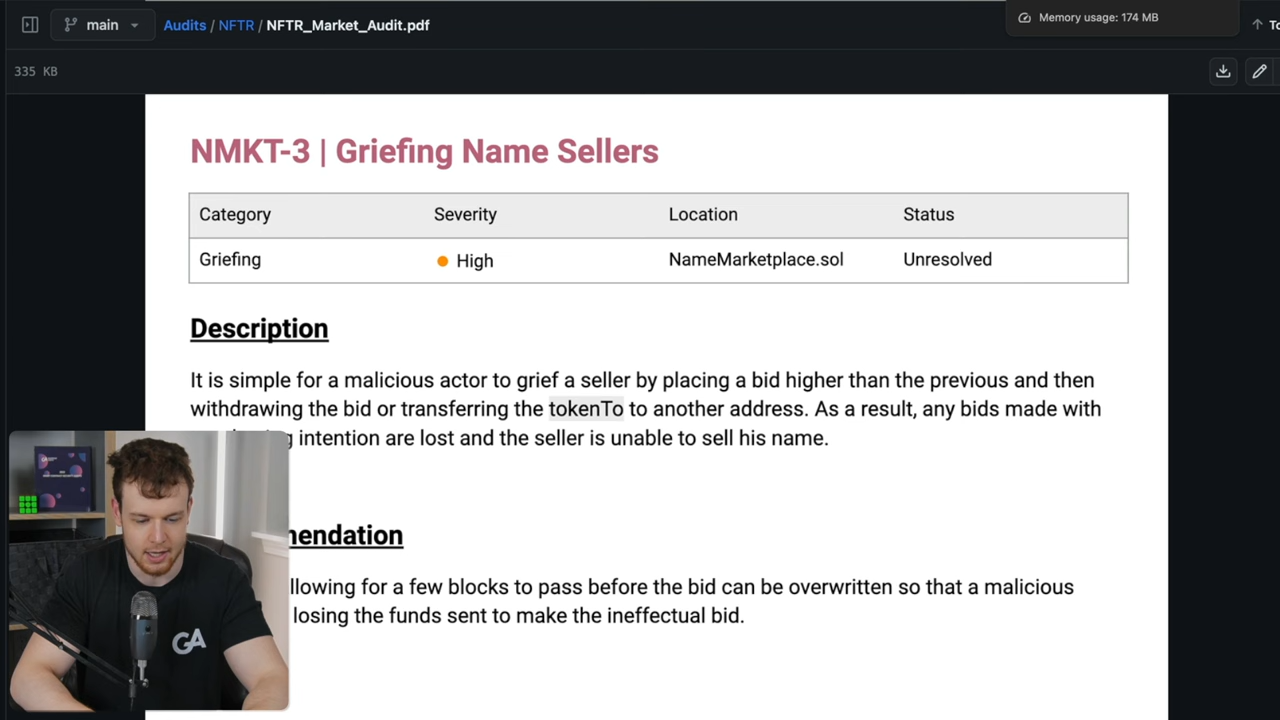 main
Audits / NFTR / NFTR_Market_Audit.pdf
Memory usage: 174 MB
335 KB
NMKT-3 | Griefing Name Sellers
Category Severity Location Status
Griefing High NameMarketplace.sol Unresolved
Description
It is simple for a malicious actor to grief a seller by placing a bid higher than the previous and then
withdrawing the bid or transferring the tokenTo to another address. As a result, any bids made with
intention are lost and the seller is unable to sell his name.
mendation
llowing for a few blocks to pass before the bid can be overwritten so that a malicious
losing the funds sent to make the ineffectual bid.
GA